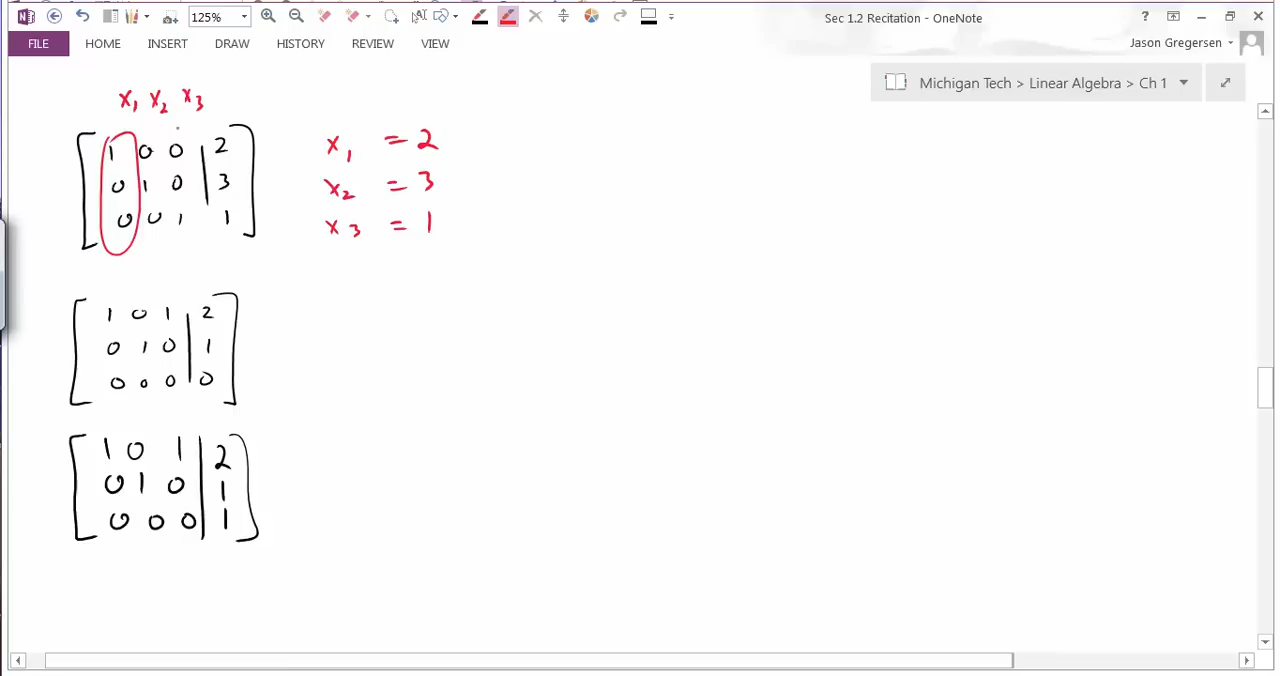 125%
Sec 1.2 Recitation - OneNote
?
FILE HOME INSERT DRAW HISTORY REVIEW VIEW
Jason Gregersen
Michigan Tech > Linear Algebra > Ch 1
x1 x2 x3
1 0 0 | 2
0 1 0 | 3
0 0 1 1
x1 = 2
x2 = 3
x3 = 1
1 0 1 | 2
0 1 0 | 1
0 0 0 | 0
1 0 1 | 2
0 1 0 | 1
0 0 0 | 1